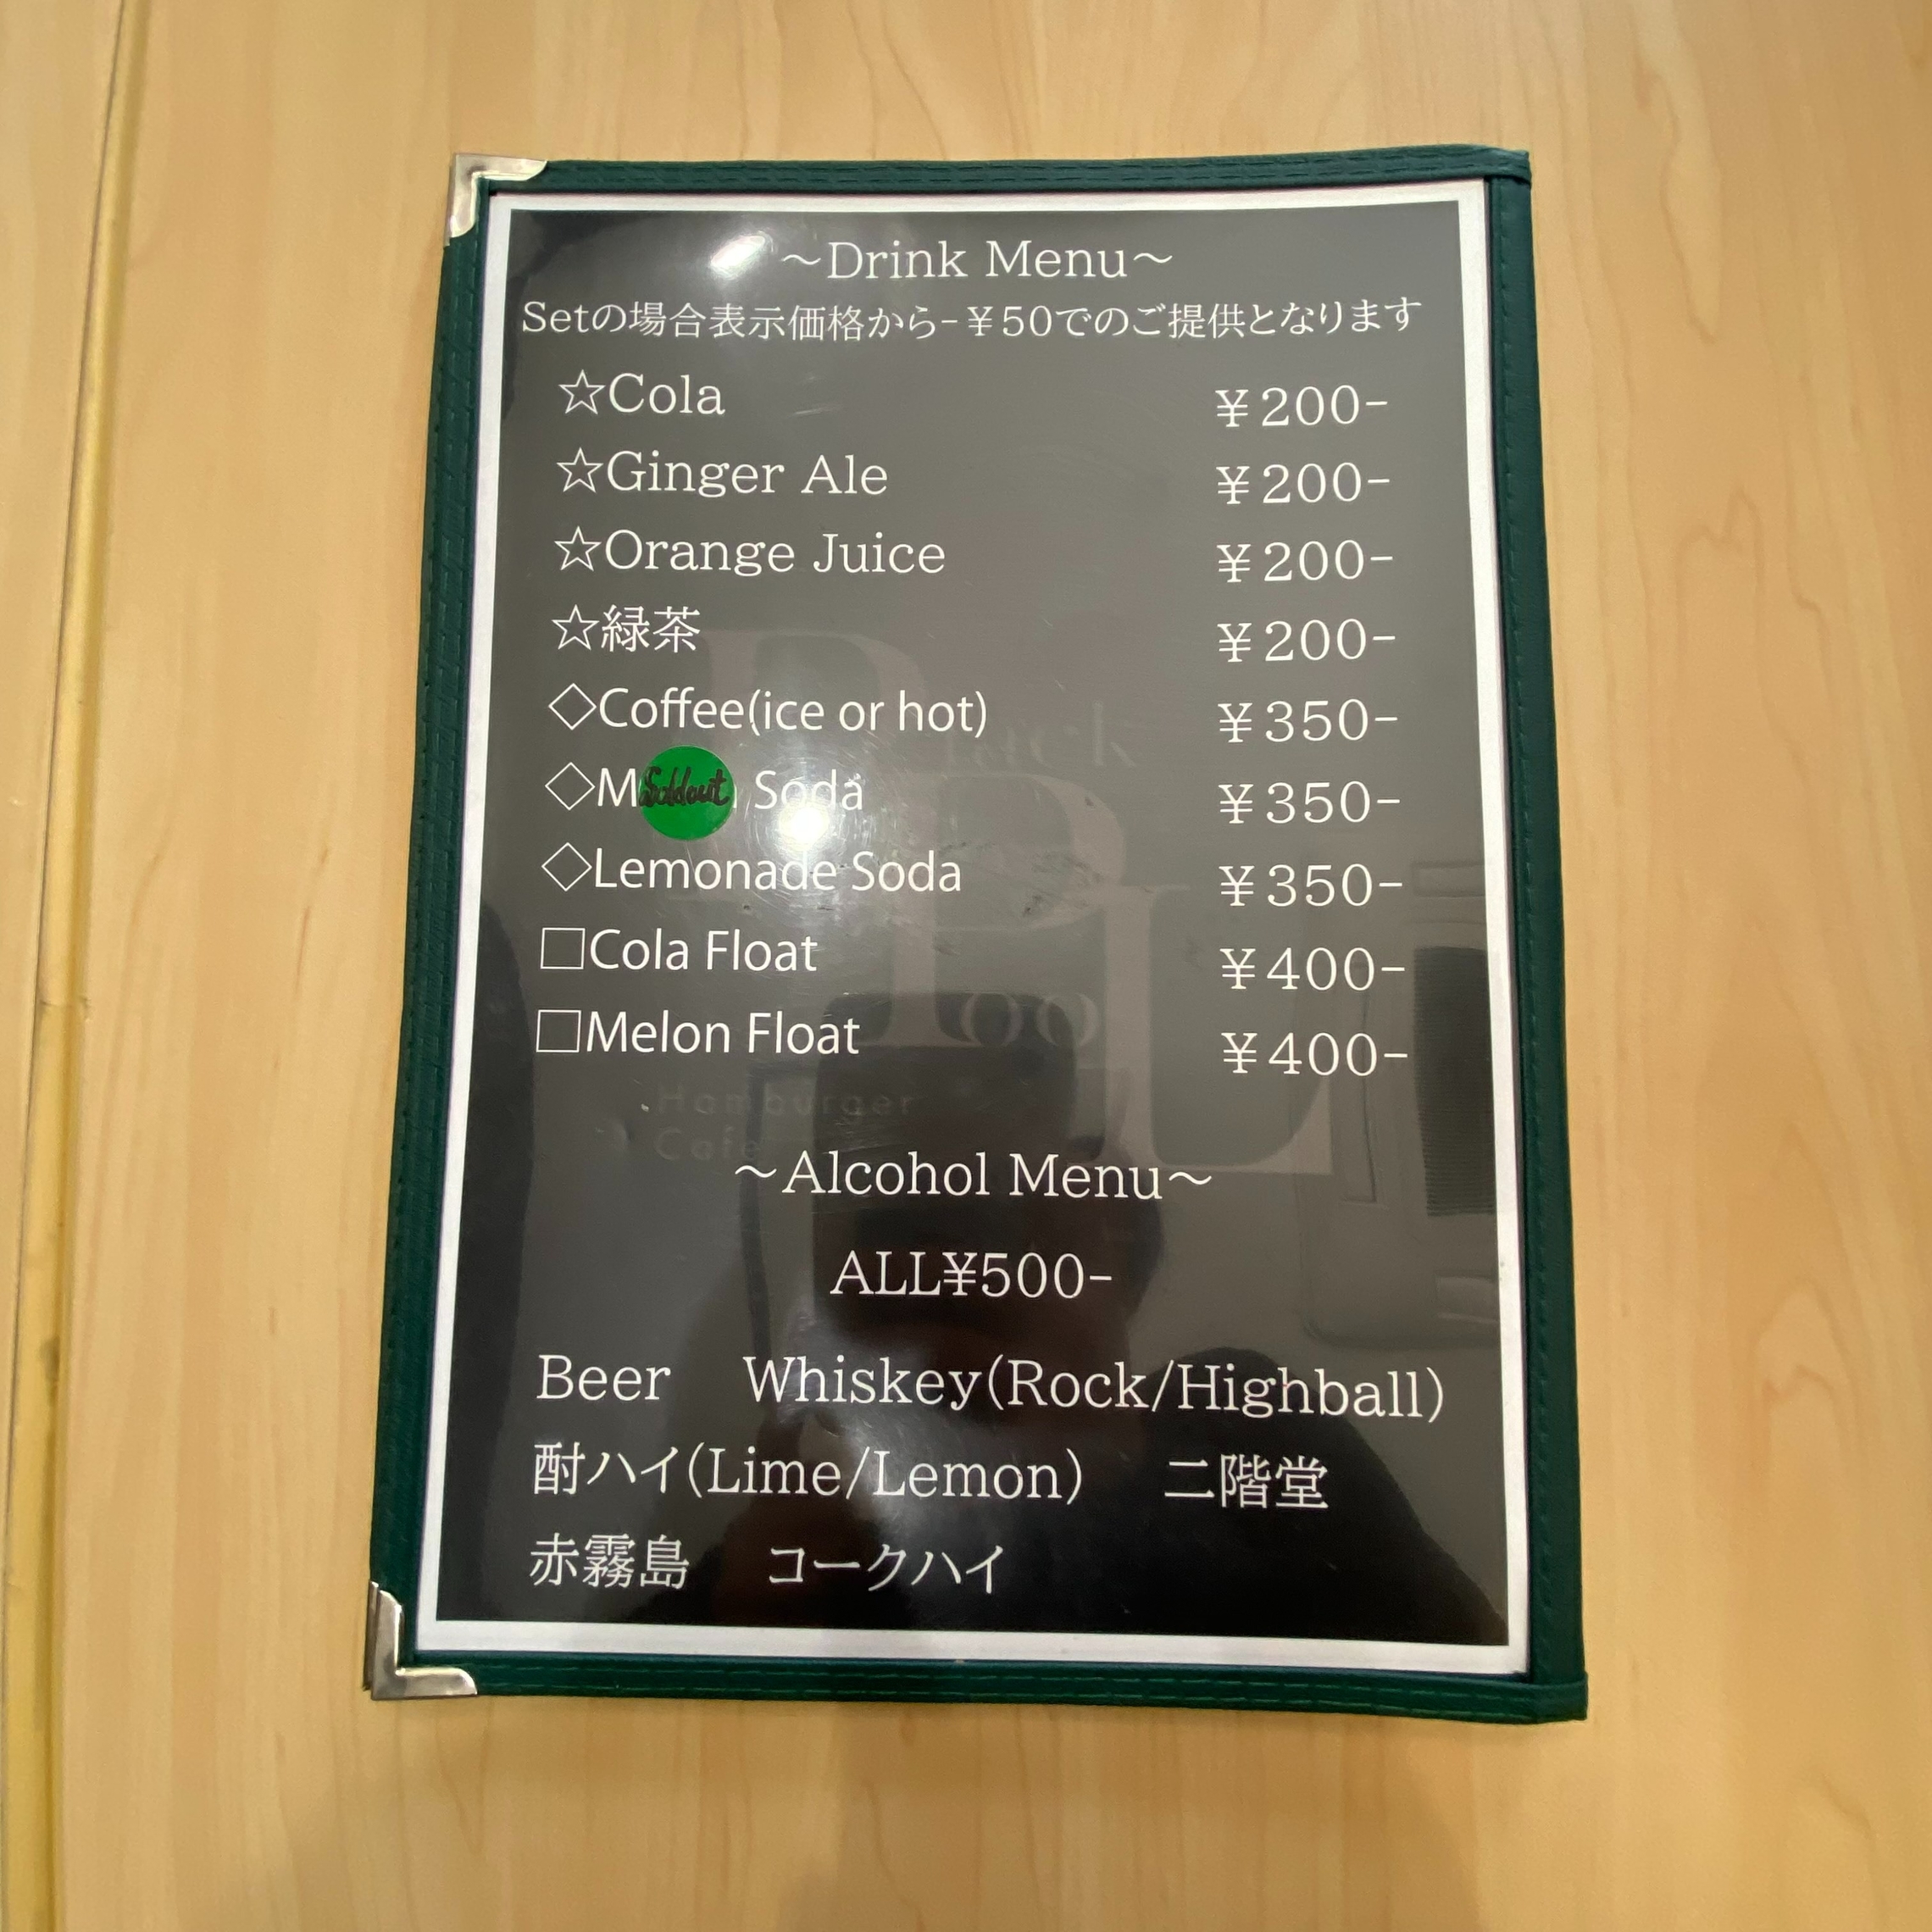 ～Drink Menu～
Setの場合表示価格から-￥50でのご提供となります
☆Cola ￥200-
☆Ginger Ale ￥200-
☆Orange Juice ￥200-
☆緑茶 ￥200-
◇Coffee(ice or hot) ￥350-
◇ Soldout Soda ￥350-
◇Lemonade Soda ￥350-
□Cola Float ￥400-
□Melon Float ￥400-
Hamburger
Cafe
～Alcohol Menu～
ALL¥500-
Beer Whiskey(Rock/Highball)
酎ハイ(Lime/Lemon) 二階堂
赤霧島 コークハイ